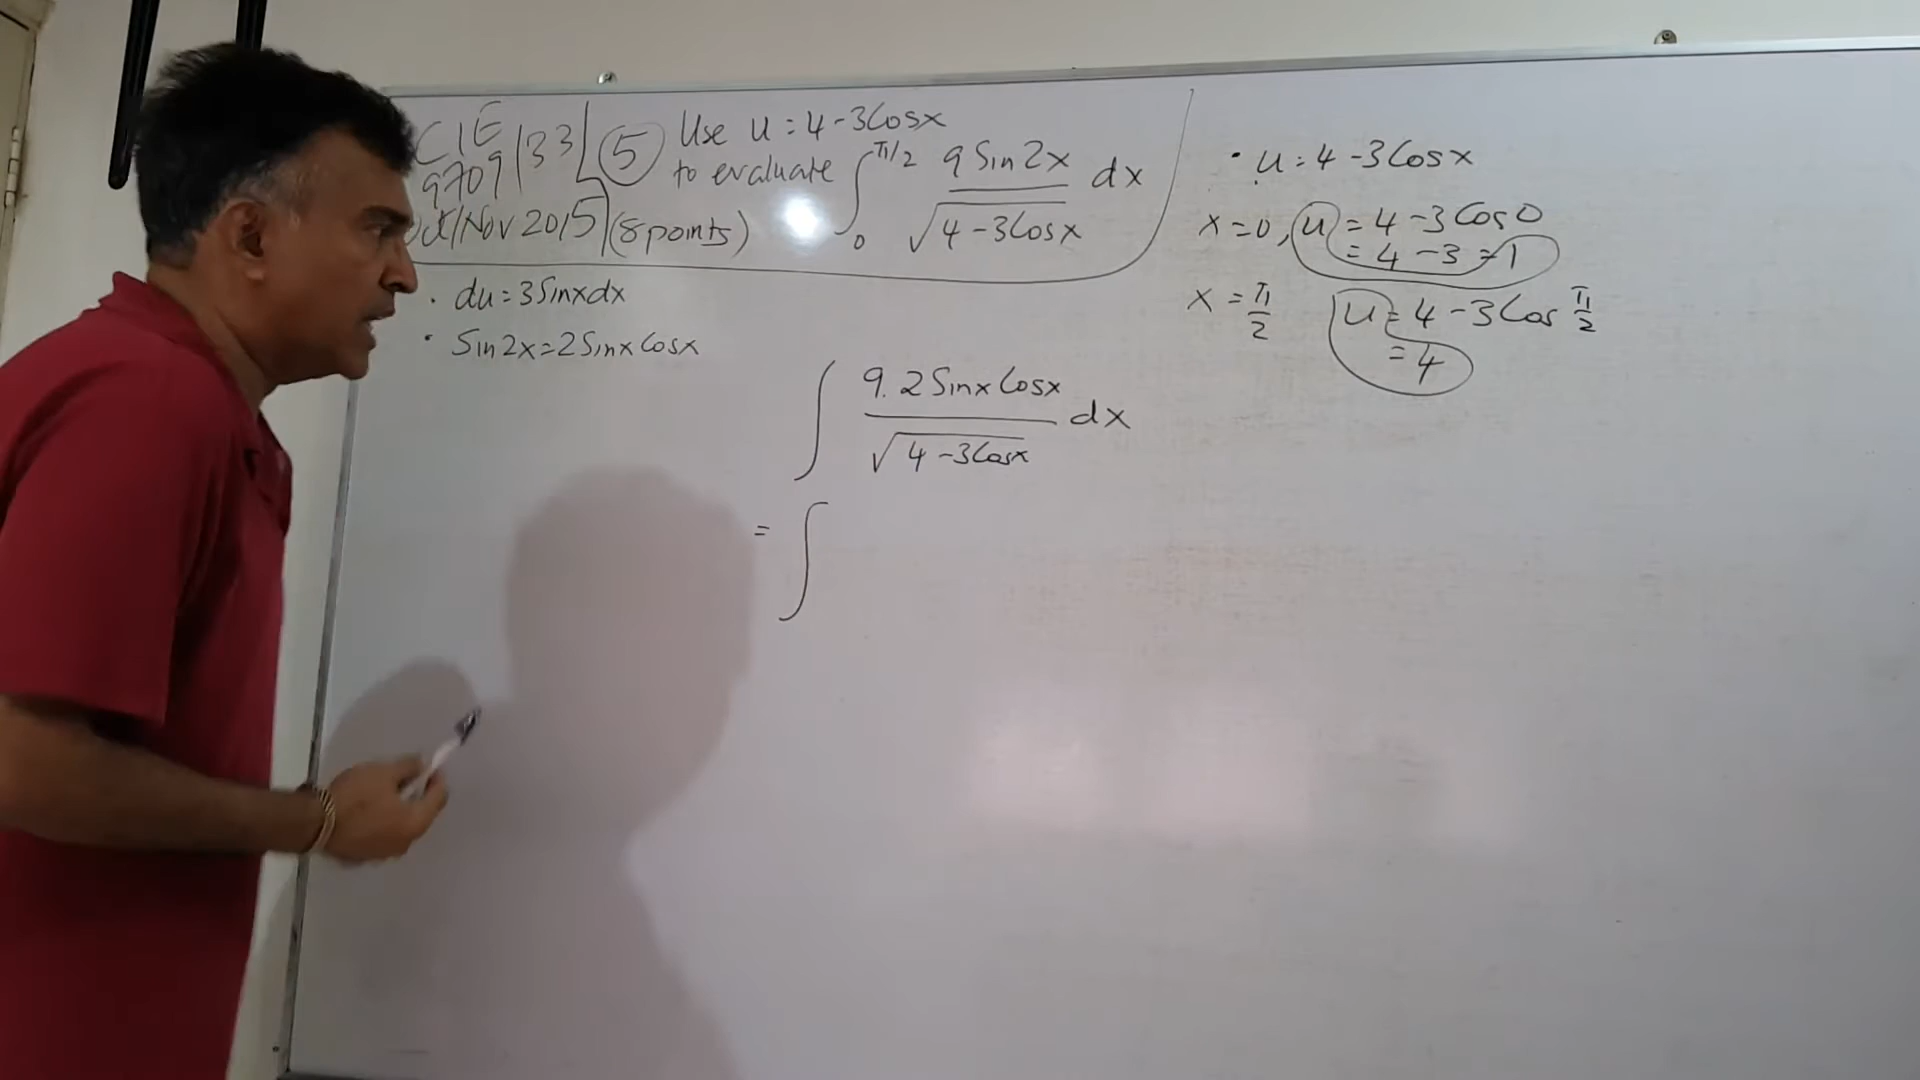 CIE
9709/33
Oct/Nov 2015
5 Use u = 4-3Cosx
to evaluate ∫₀^π/2 9 Sin2x / √(4-3Cosx) dx
(8 points)
• du = 3Sinxdx
• Sin2x = 2SinxCosx
• u = 4-3Cosx
x=0, u = 4-3Cos0
= 4-3 = 1
x = π/2 u = 4-3Cos π/2
= 4
∫ 9.2SinxCosx / √(4-3Cosx) dx
= ∫